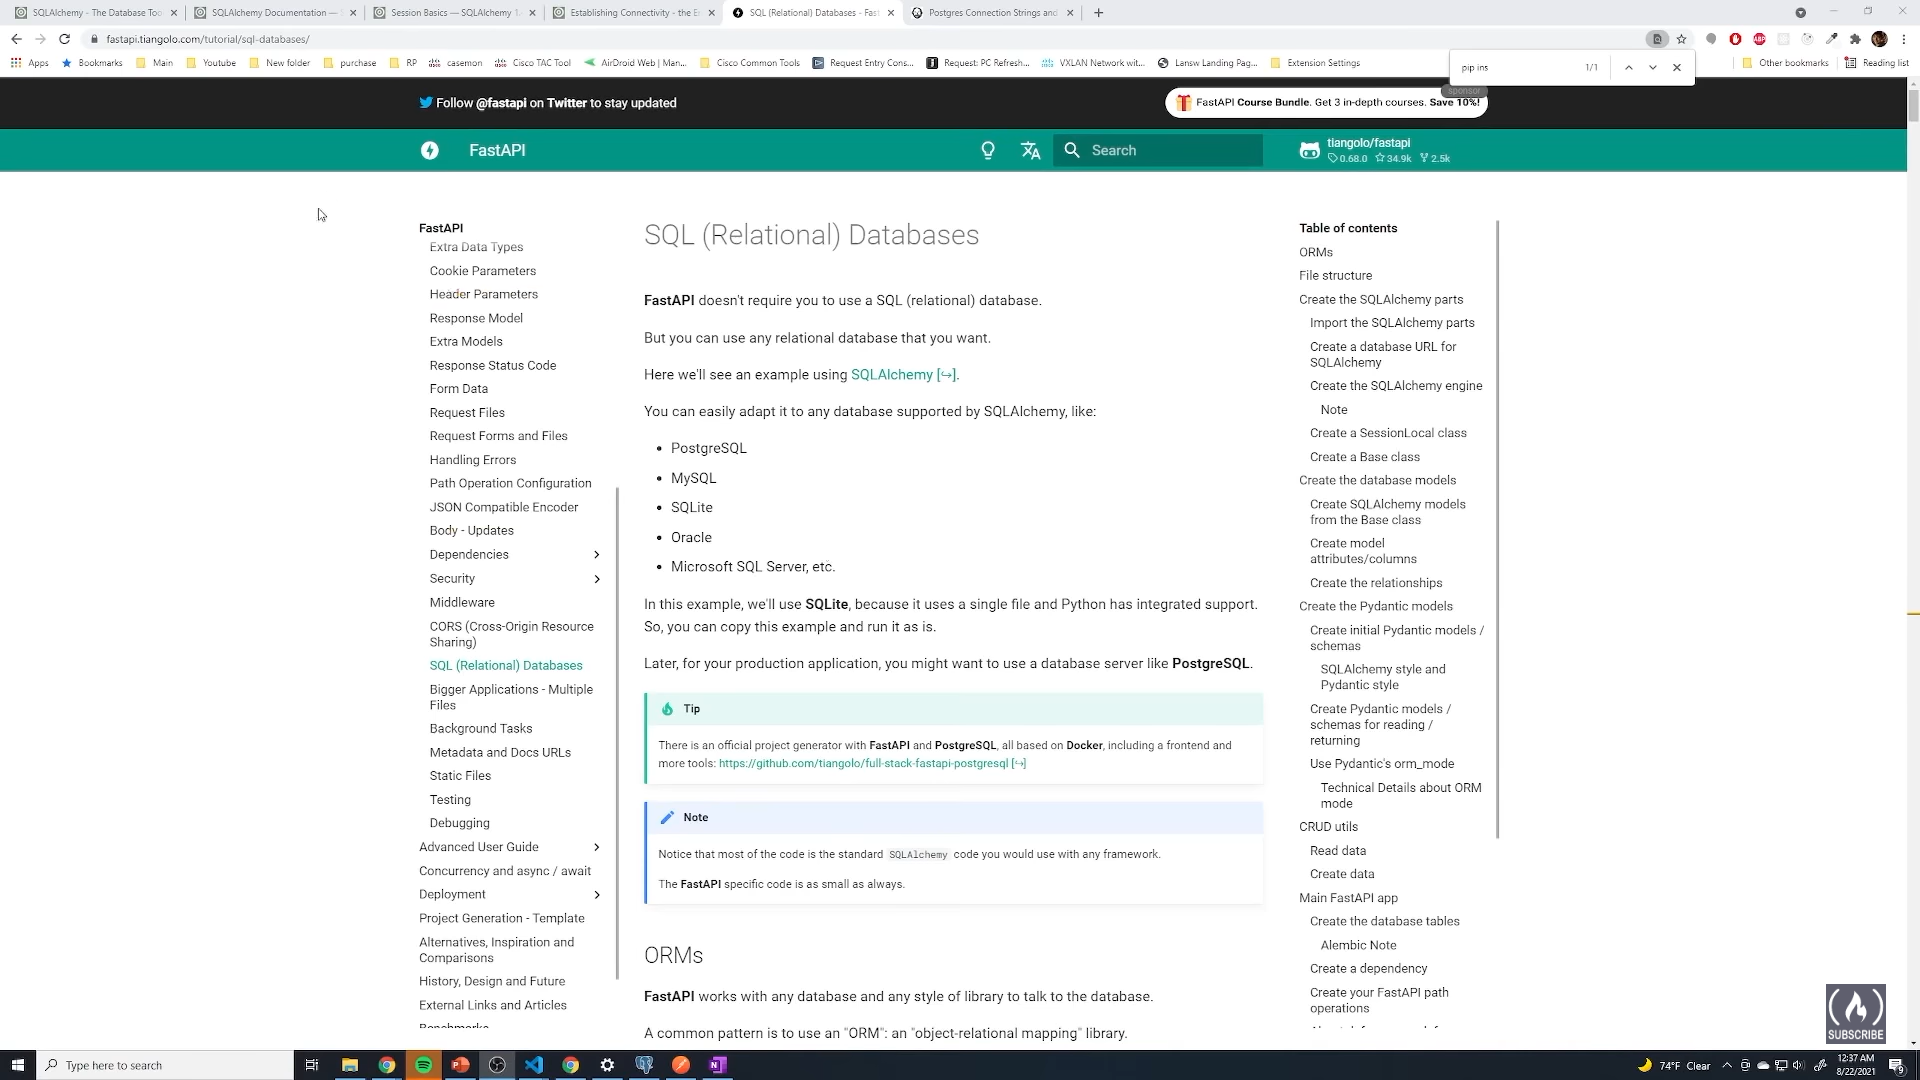 SQLAlchemy - The Database Too
SQLAlchemy Documentation —
Session Basics — SQLAlchemy 1.
Establishing Connectivity - the E
SQL (Relational) Databases - Fast
Postgres Connection Strings and
fastapi.tiangolo.com/tutorial/sql-databases/
Apps
Bookmarks
Main
Youtube
New folder
purchase
RP
casemon
Cisco TAC Tool
AirDroid Web | Man...
Cisco Common Tools
Request Entry Cons...
Request: PC Refresh...
VXLAN Network wit...
Lansw Landing Pag...
Extension Settings
Other bookmarks
Reading list
pip ins
1/1
Follow @fastapi on Twitter to stay updated
sponsor
FastAPI Course Bundle. Get 3 in-depth courses. Save 10%!
FastAPI
Search
tiangolo/fastapi
0.68.0 34.9k 2.5k
FastAPI
Extra Data Types
Cookie Parameters
Header Parameters
Response Model
Extra Models
Response Status Code
Form Data
Request Files
Request Forms and Files
Handling Errors
Path Operation Configuration
JSON Compatible Encoder
Body - Updates
Dependencies
Security
Middleware
CORS (Cross-Origin Resource
Sharing)
SQL (Relational) Databases
Bigger Applications - Multiple
Files
Background Tasks
Metadata and Docs URLs
Static Files
Testing
Debugging
Advanced User Guide
Concurrency and async / await
Deployment
Project Generation - Template
Alternatives, Inspiration and
Comparisons
History, Design and Future
External Links and Articles
Benchmarks
SQL (Relational) Databases
FastAPI doesn't require you to use a SQL (relational) database.
But you can use any relational database that you want.
Here we'll see an example using SQLAlchemy [↪].
You can easily adapt it to any database supported by SQLAlchemy, like:
• PostgreSQL
• MySQL
• SQLite
• Oracle
• Microsoft SQL Server, etc.
In this example, we'll use SQLite, because it uses a single file and Python has integrated support.
So, you can copy this example and run it as is.
Later, for your production application, you might want to use a database server like PostgreSQL.
Tip
There is an official project generator with FastAPI and PostgreSQL, all based on Docker, including a frontend and
more tools: https://github.com/tiangolo/full-stack-fastapi-postgresql [↪]
Note
Notice that most of the code is the standard SQLAlchemy code you would use with any framework.
The FastAPI specific code is as small as always.
ORMs
FastAPI works with any database and any style of library to talk to the database.
A common pattern is to use an "ORM": an "object-relational mapping" library.
Table of contents
ORMs
File structure
Create the SQLAlchemy parts
Import the SQLAlchemy parts
Create a database URL for
SQLAlchemy
Create the SQLAlchemy engine
Note
Create a SessionLocal class
Create a Base class
Create the database models
Create SQLAlchemy models
from the Base class
Create model
attributes/columns
Create the relationships
Create the Pydantic models
Create initial Pydantic models /
schemas
SQLAlchemy style and
Pydantic style
Create Pydantic models /
schemas for reading /
returning
Use Pydantic's orm_mode
Technical Details about ORM
mode
CRUD utils
Read data
Create data
Main FastAPI app
Create the database tables
Alembic Note
Create a dependency
Create your FastAPI path
operations
SUBSCRIBE
Type here to search
74°F Clear
12:37 AM
8/22/2021